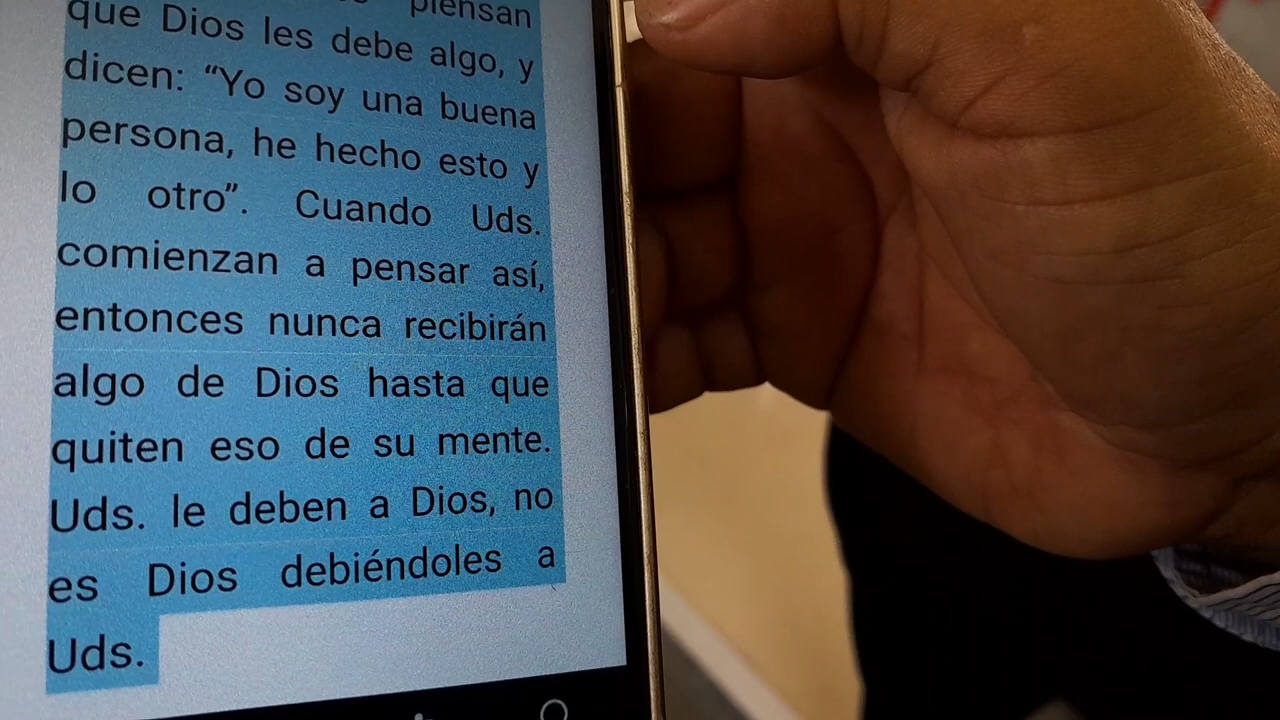 piensan
que Dios les debe algo, y
dicen: “Yo soy una buena
persona, he hecho esto y
lo otro”. Cuando Uds.
comienzan a pensar así,
entonces nunca recibirán
algo de Dios hasta que
quiten eso de su mente.
Uds. le deben a Dios, no
es Dios debiéndoles a
Uds.